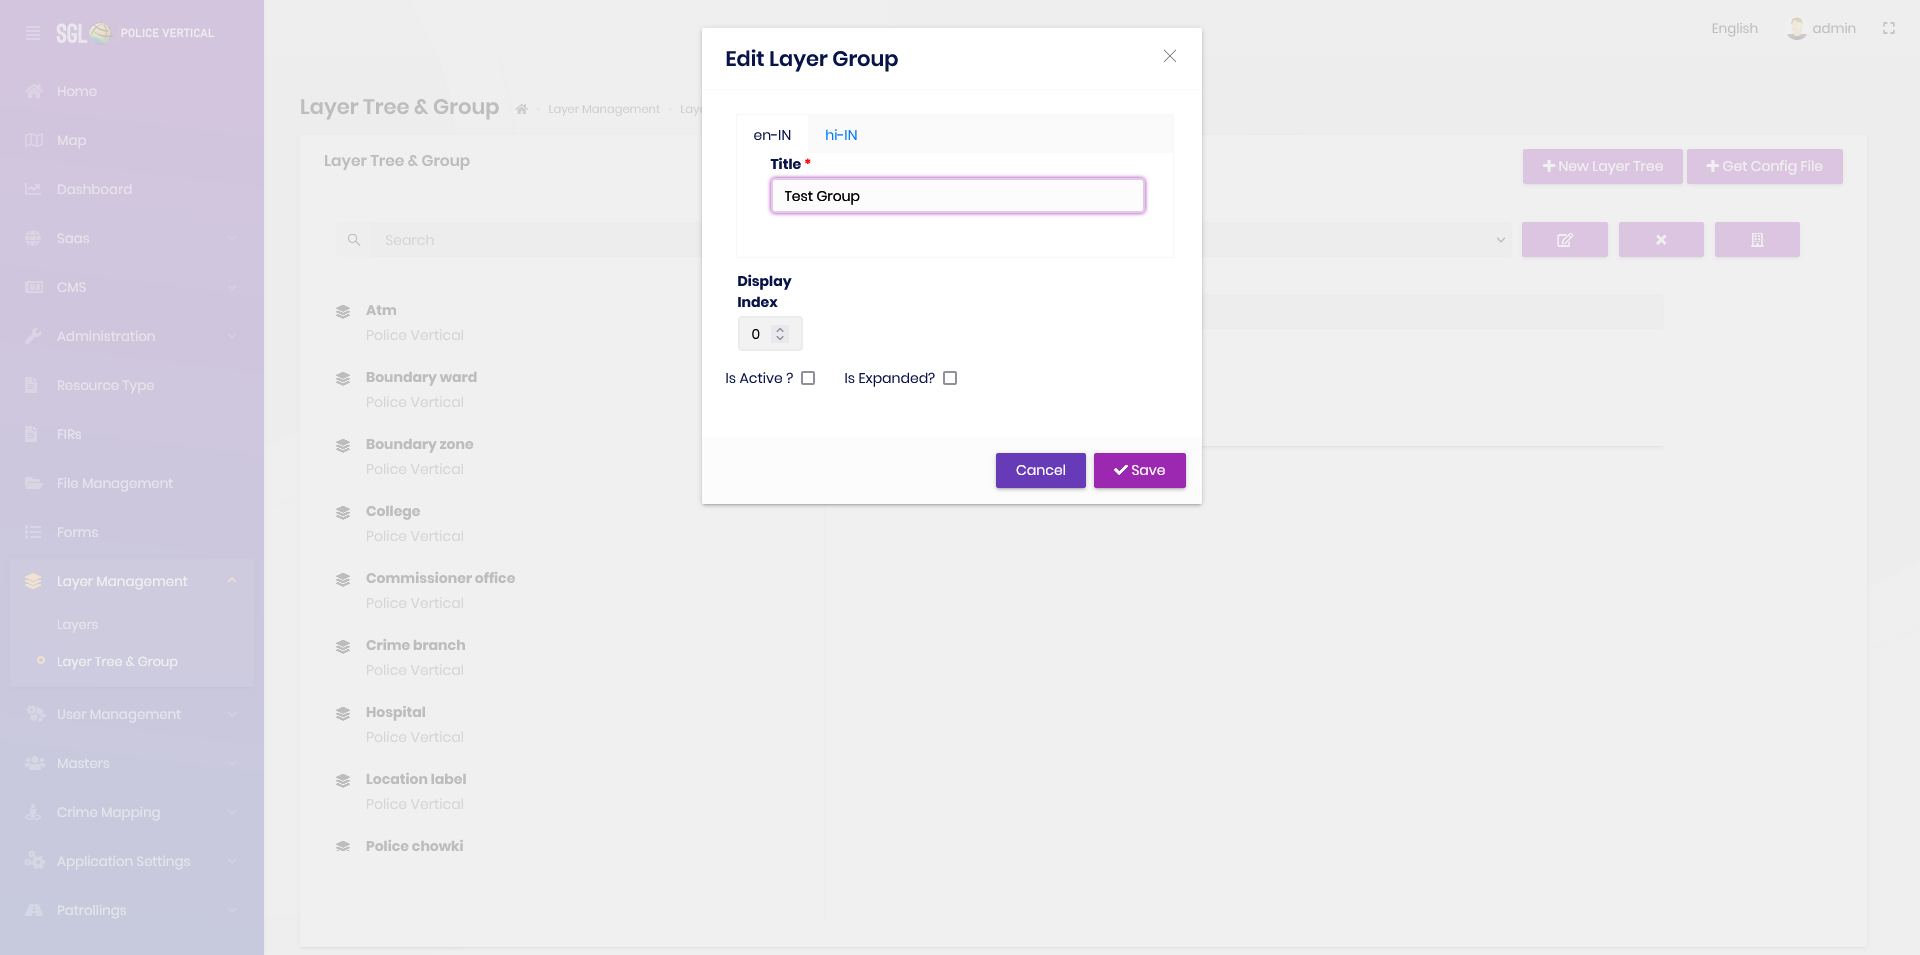 SGL POLICE VERTICAL
Home
Map
Dashboard
Saas
CMS
Administration
Resource Type
FIRs
File Management
Forms
Layer Management
Layers
Layer Tree & Group
User Management
Masters
Crime Mapping
Application Settings
Patrollings
English
admin
Layer Tree & Group
Layer Management
Laye
Layer Tree & Group
New Layer Tree
Get Config File
Search
Atm
Police Vertical
Boundary ward
Police Vertical
Boundary zone
Police Vertical
College
Police Vertical
Commissioner office
Police Vertical
Crime branch
Police Vertical
Hospital
Police Vertical
Location label
Police Vertical
Police chowki
Edit Layer Group
en-IN
hi-IN
Title *
Test Group
Display
Index
0
Is Active ?
Is Expanded?
Cancel
Save